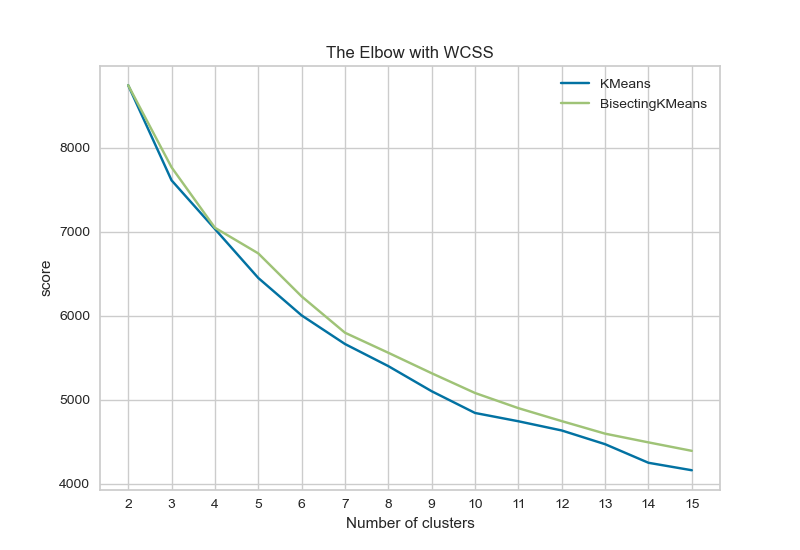 The Elbow with WCSS
KMeans
BisectingKMeans
score
8000
7000
6000
5000
4000
2 3 4 5 6 7 8 9 10 11 12 13 14 15
Number of clusters